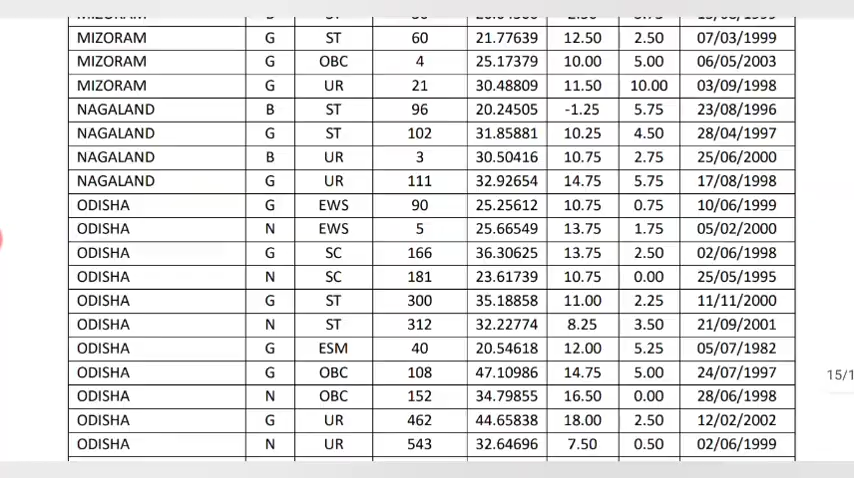 MIZORAM G ST 60 21.77639 12.50 2.50 07/03/1999
MIZORAM G OBC 4 25.17379 10.00 5.00 06/05/2003
MIZORAM G UR 21 30.48809 11.50 10.00 03/09/1998
NAGALAND B ST 96 20.24505 -1.25 5.75 23/08/1996
NAGALAND G ST 102 31.85881 10.25 4.50 28/04/1997
NAGALAND B UR 3 30.50416 10.75 2.75 25/06/2000
NAGALAND G UR 111 32.92654 14.75 5.75 17/08/1998
ODISHA G EWS 90 25.25612 10.75 0.75 10/06/1999
ODISHA N EWS 5 25.66549 13.75 1.75 05/02/2000
ODISHA G SC 166 36.30625 13.75 2.50 02/06/1998
ODISHA N SC 181 23.61739 10.75 0.00 25/05/1995
ODISHA G ST 300 35.18858 11.00 2.25 11/11/2000
ODISHA N ST 312 32.22774 8.25 3.50 21/09/2001
ODISHA G ESM 40 20.54618 12.00 5.25 05/07/1982
ODISHA G OBC 108 47.10986 14.75 5.00 24/07/1997
15/1
ODISHA N OBC 152 34.79855 16.50 0.00 28/06/1998
ODISHA G UR 462 44.65838 18.00 2.50 12/02/2002
ODISHA N UR 543 32.64696 7.50 0.50 02/06/1999